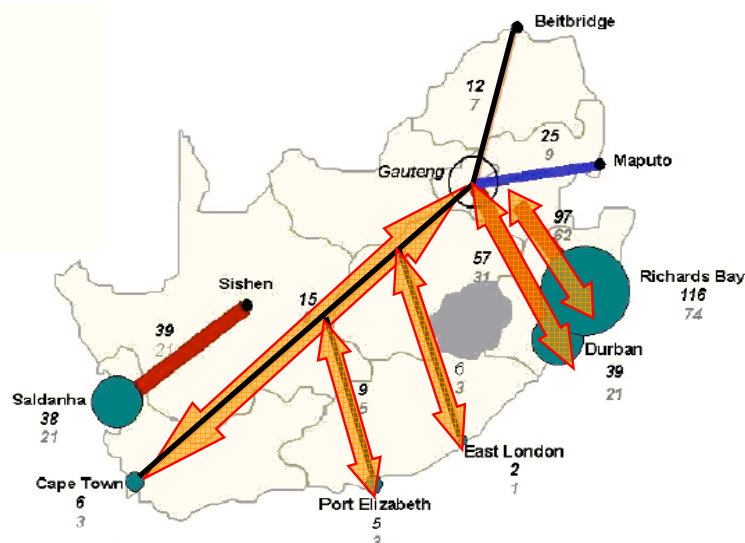 Beitbridge
12
7
25
9
Maputo
Gauteng
97
62
57
31
Richards Bay
116
74
Sishen
15
39
21
Durban
39
21
6
3
Saldanha
38
21
9
5
East London
2
1
Cape Town
6
3
Port Elizabeth
5